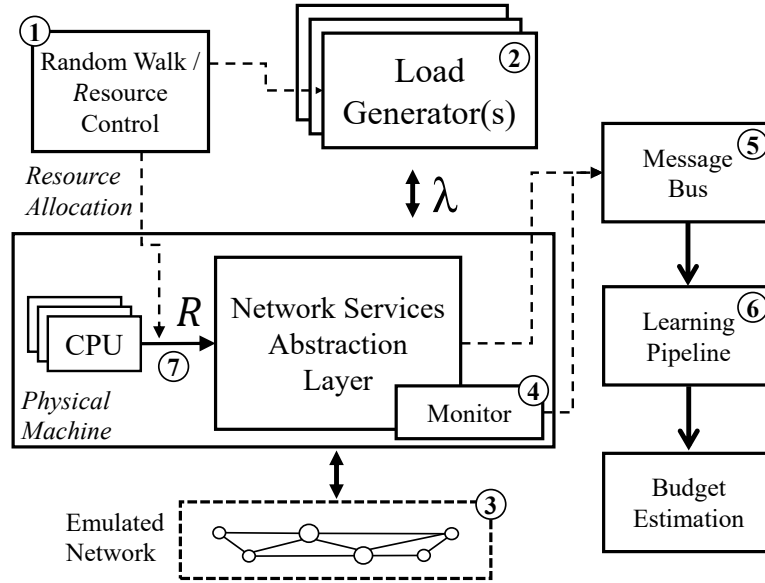 1
Random Walk /
Resource
Control
2
Load
Generator(s)
5
Message
Bus
Resource
Allocation
λ
CPU
R
7
Network Services
Abstraction
Layer
4
Monitor
Physical
Machine
6
Learning
Pipeline
3
Emulated
Network
Budget
Estimation